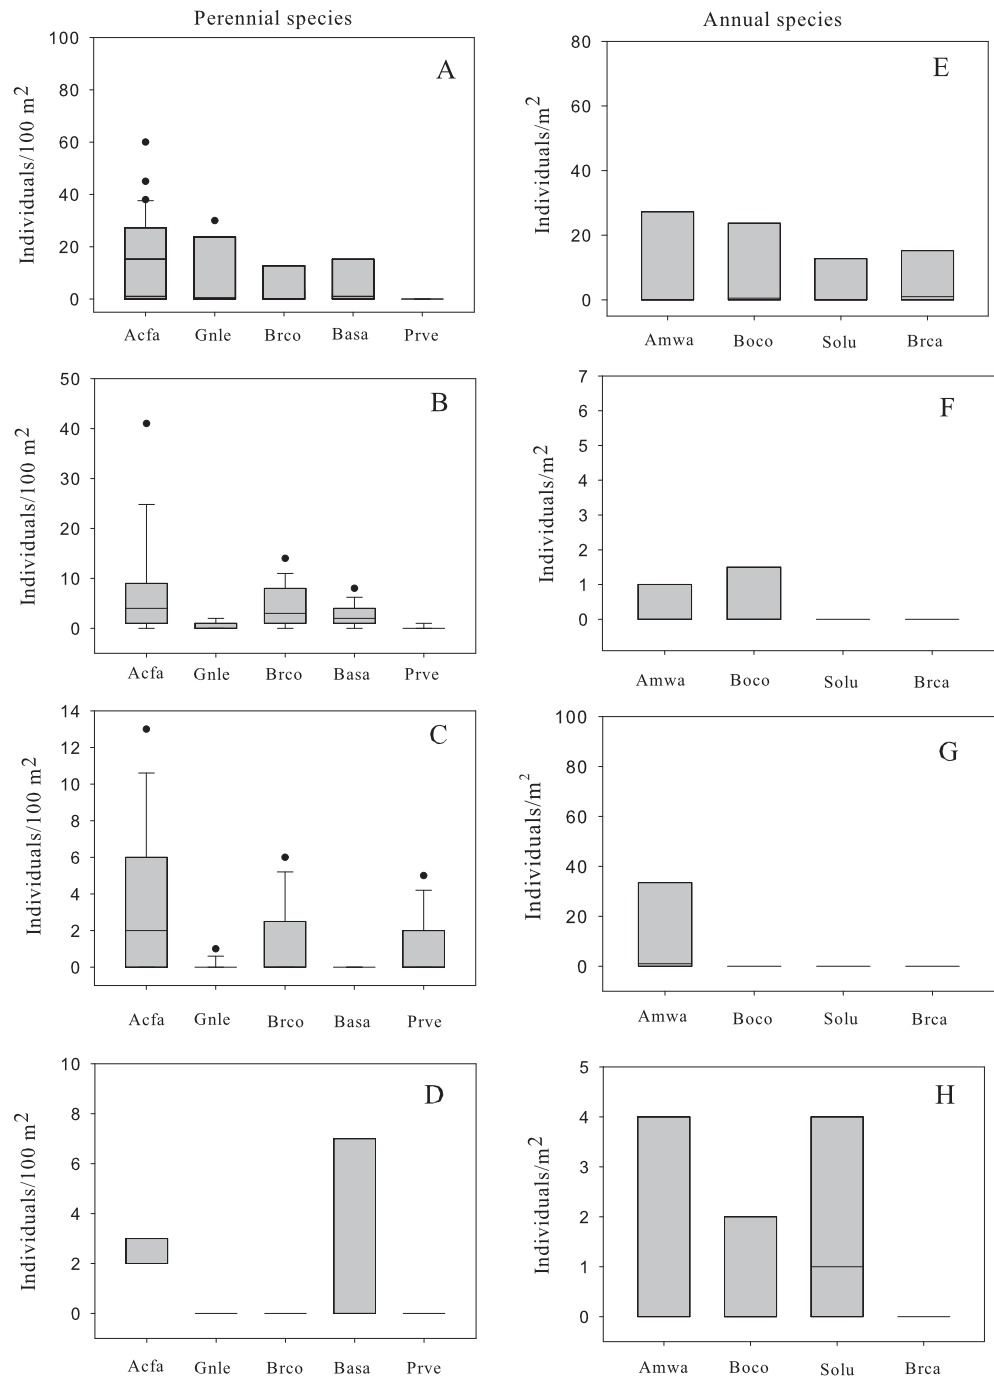 Perennial species
Annual species
A
Individuals/100 m²
100
80
60
40
20
0
Acfa Gnle Brco Basa Prve
E
Individuals/m²
80
60
40
20
0
Amwa Boco Solu Brca
B
Individuals/100 m²
50
40
30
20
10
0
Acfa Gnle Brco Basa Prve
F
Individuals/m²
7
6
5
4
3
2
1
0
Amwa Boco Solu Brca
C
Individuals/100 m²
14
12
10
8
6
4
2
0
Acfa Gnle Brco Basa Prve
G
Individuals/m²
100
80
60
40
20
0
Amwa Boco Solu Brca
D
Individuals/100 m²
10
8
6
4
2
0
Acfa Gnle Brco Basa Prve
H
Individuals/m²
5
4
3
2
1
0
Amwa Boco Solu Brca